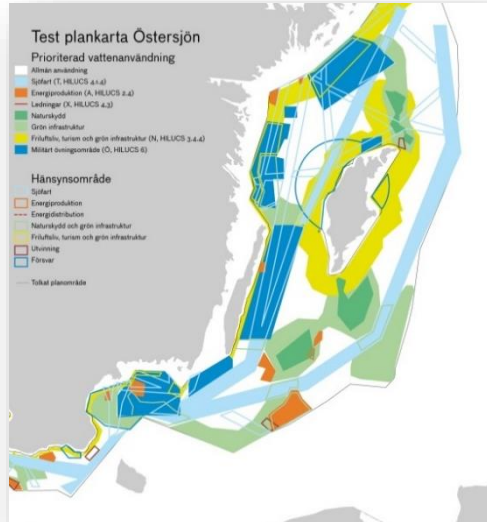 Test plankarta Östersjön
Prioriterad vattenanvändning
Allmän användning
Sjöfart (T, HILUCS 4.1.4)
Energiproduktion (A, HILUCS 2.4)
Ledningar (X, HILUCS 4.3)
Naturskydd
Grön infrastruktur
Friluftsliv, turism och grön infrastruktur (N, HILUCS 3.4.4)
Militärt övningsområde (Ö, HILUCS 6)
Hänsynsområde
Sjöfart
Energiproduktion
Energidistribution
Naturskydd och grön infrastruktur
Friluftsliv, turism och grön infrastruktur
Utvinning
Försvar
Tolkat planområde